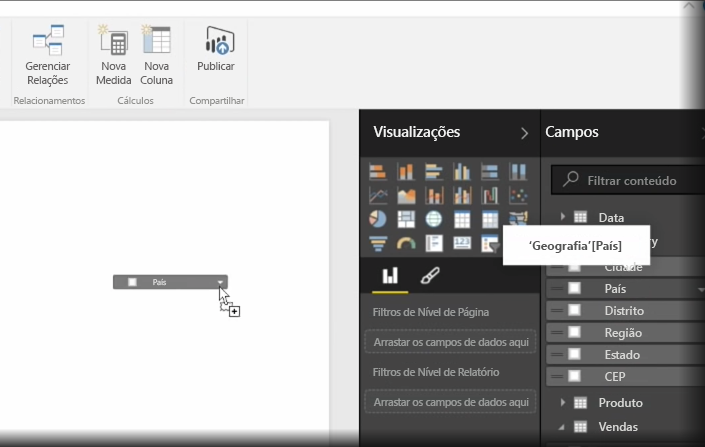 Gerenciar
Relações
Nova
Medida
Nova
Coluna
Publicar
Relacionamentos
Cálculos
Compartilhar
Visualizações
Campos
Filtrar conteúdo
Data
'Geografia'[País]
Cidade
País
País
Distrito
Filtros de Nível de Página
Região
Arrastar os campos de dados aqui
Estado
Filtros de Nível de Relatório
CEP
Arrastar os campos de dados aqui
Produto
Vendas